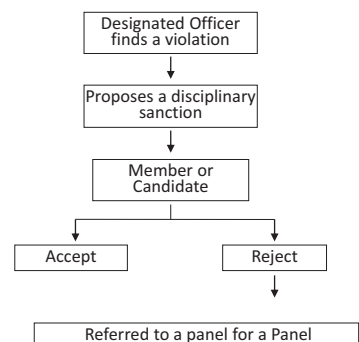 Designated Officer
finds a violation
Proposes a disciplinary
sanction
Member or
Candidate
Accept
Reject
Referred to a panel for a Panel